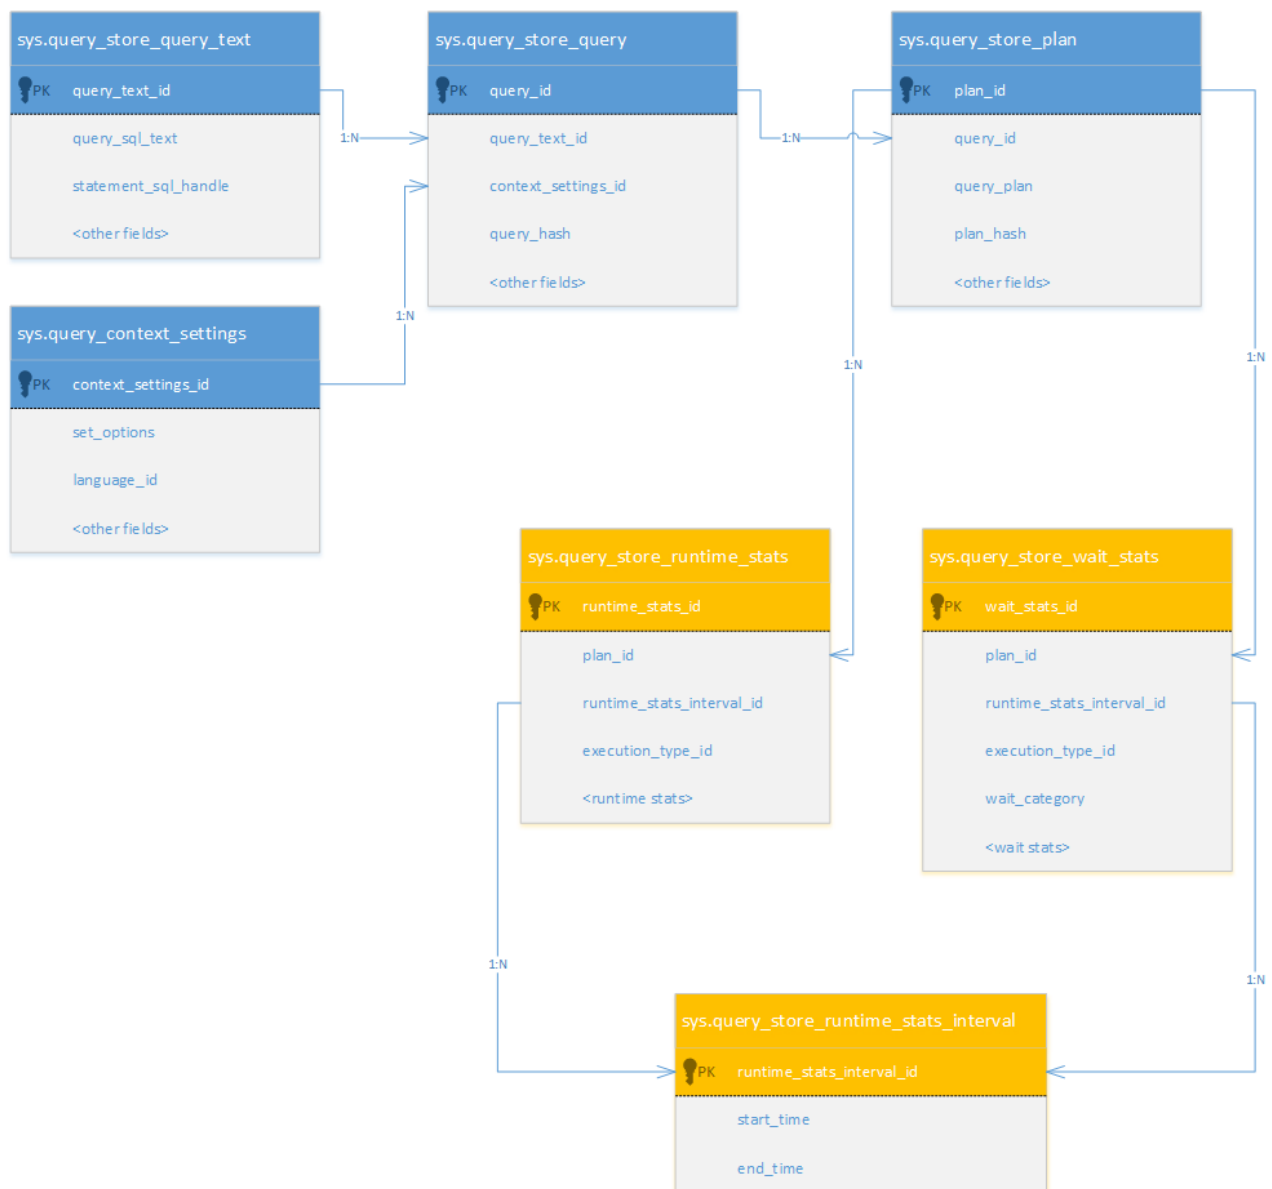 sys.query_store_query_text
PK query_text_id
query_sql_text
statement_sql_handle
<other fields>
sys.query_store_query
PK query_id
query_text_id
context_settings_id
query_hash
<other fields>
sys.query_store_plan
PK plan_id
query_id
query_plan
plan_hash
<other fields>
1:N
1:N
1:N
1:N
1:N
sys.query_context_settings
PK context_settings_id
set_options
language_id
<other fields>
sys.query_store_runtime_stats
PK runtime_stats_id
plan_id
runtime_stats_interval_id
execution_type_id
<runtime stats>
sys.query_store_wait_stats
PK wait_stats_id
plan_id
runtime_stats_interval_id
execution_type_id
wait_category
<wait stats>
1:N
1:N
sys.query_store_runtime_stats_interval
PK runtime_stats_interval_id
start_time
end_time